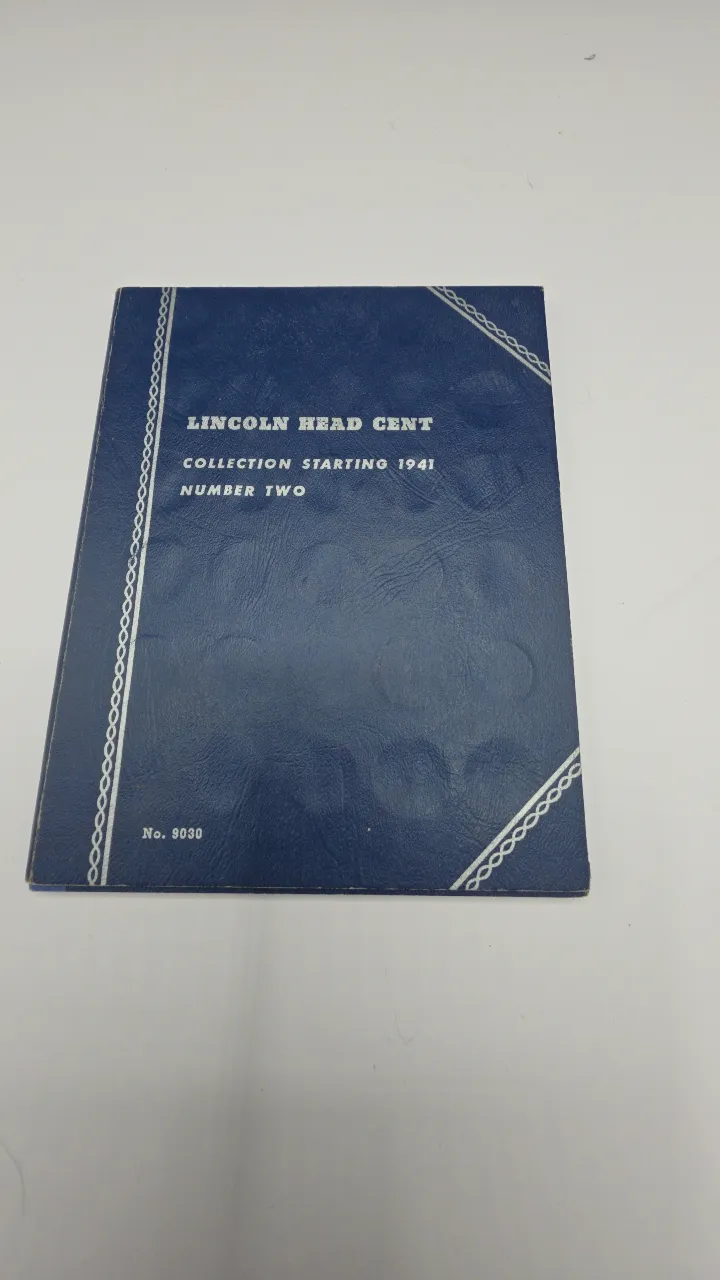 LINCOLN HEAD CENT
COLLECTION STARTING 1941
NUMBER TWO
No. 9030